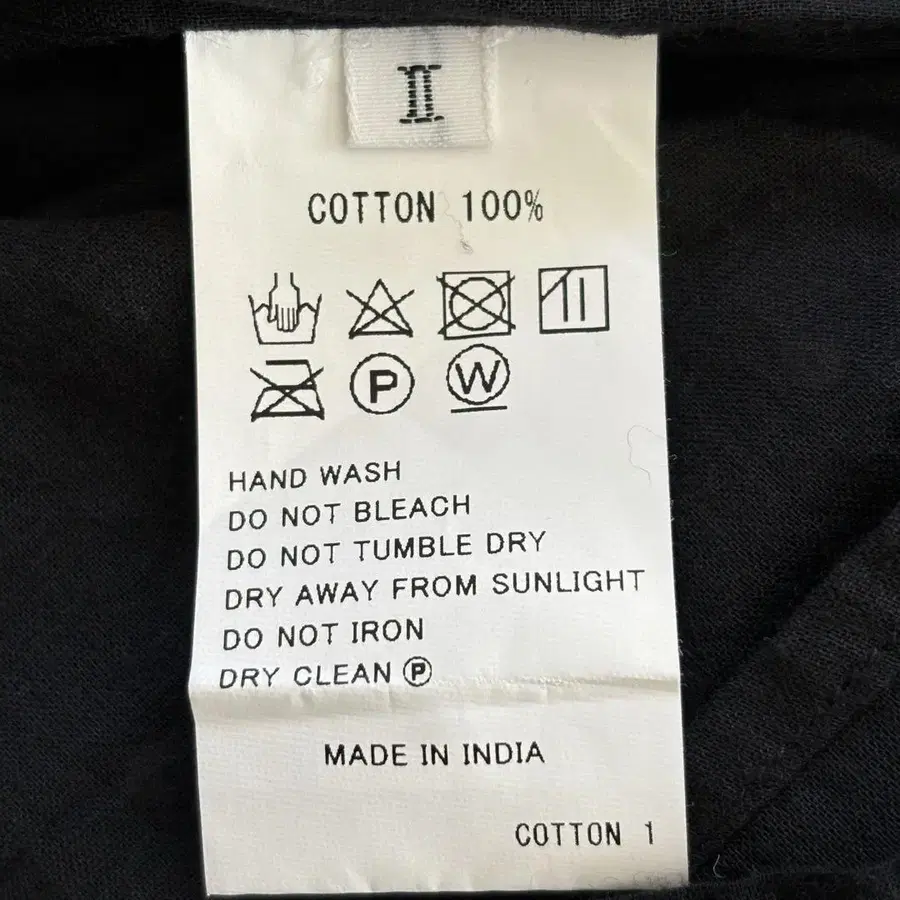 II
COTTON 100%
P W
HAND WASH
DO NOT BLEACH
DO NOT TUMBLE DRY
DRY AWAY FROM SUNLIGHT
DO NOT IRON
DRY CLEAN Ⓟ
MADE IN INDIA
COTTON 1